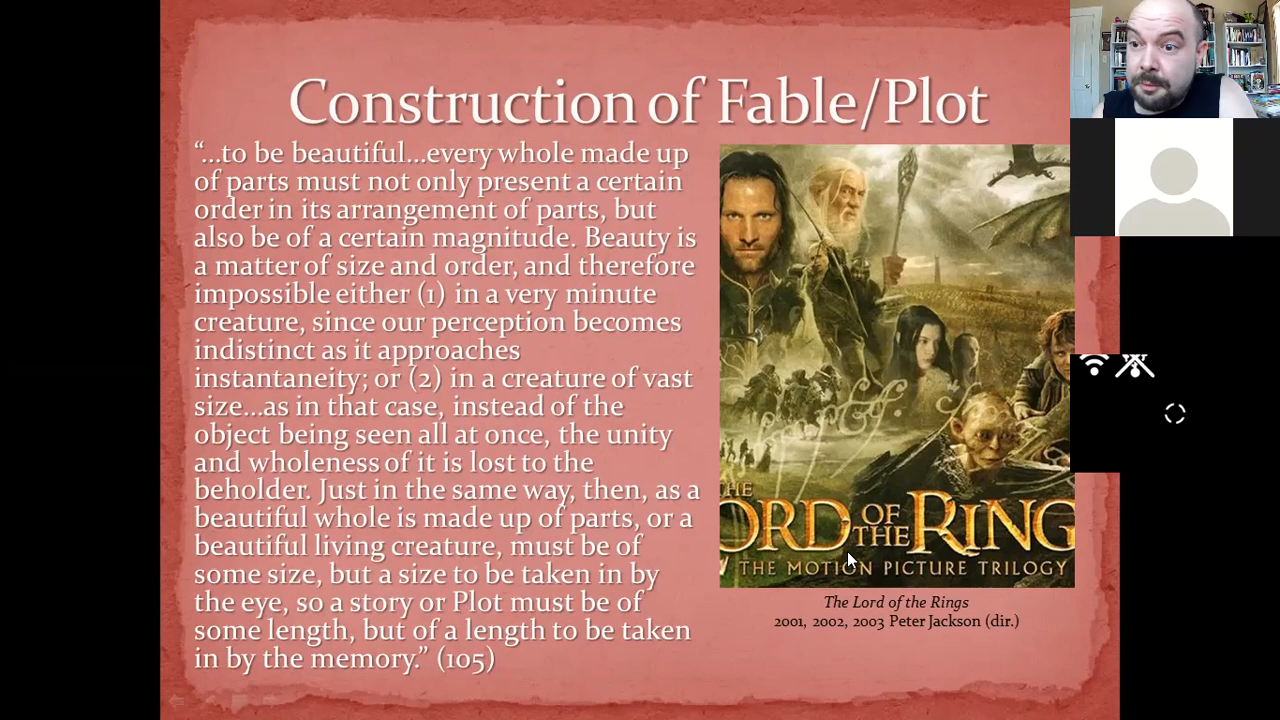 Construction of Fable/Plot
“...to be beautiful...every whole made up
of parts must not only present a certain
order in its arrangement of parts, but
also be of a certain magnitude. Beauty is
a matter of size and order, and therefore
impossible either (1) in a very minute
creature, since our perception becomes
indistinct as it approaches
instantaneity; or (2) in a creature of vast
size...as in that case, instead of the
object being seen all at once, the unity
and wholeness of it is lost to the
beholder. Just in the same way, then, as a
beautiful whole is made up of parts, or a
beautiful living creature, must be of
some size, but a size to be taken in by
the eye, so a story or Plot must be of
some length, but of a length to be taken
in by the memory.” (105)
THE
ORD OF THE RING
THE MOTION PICTURE TRILOGY
The Lord of the Rings
2001, 2002, 2003 Peter Jackson (dir.)